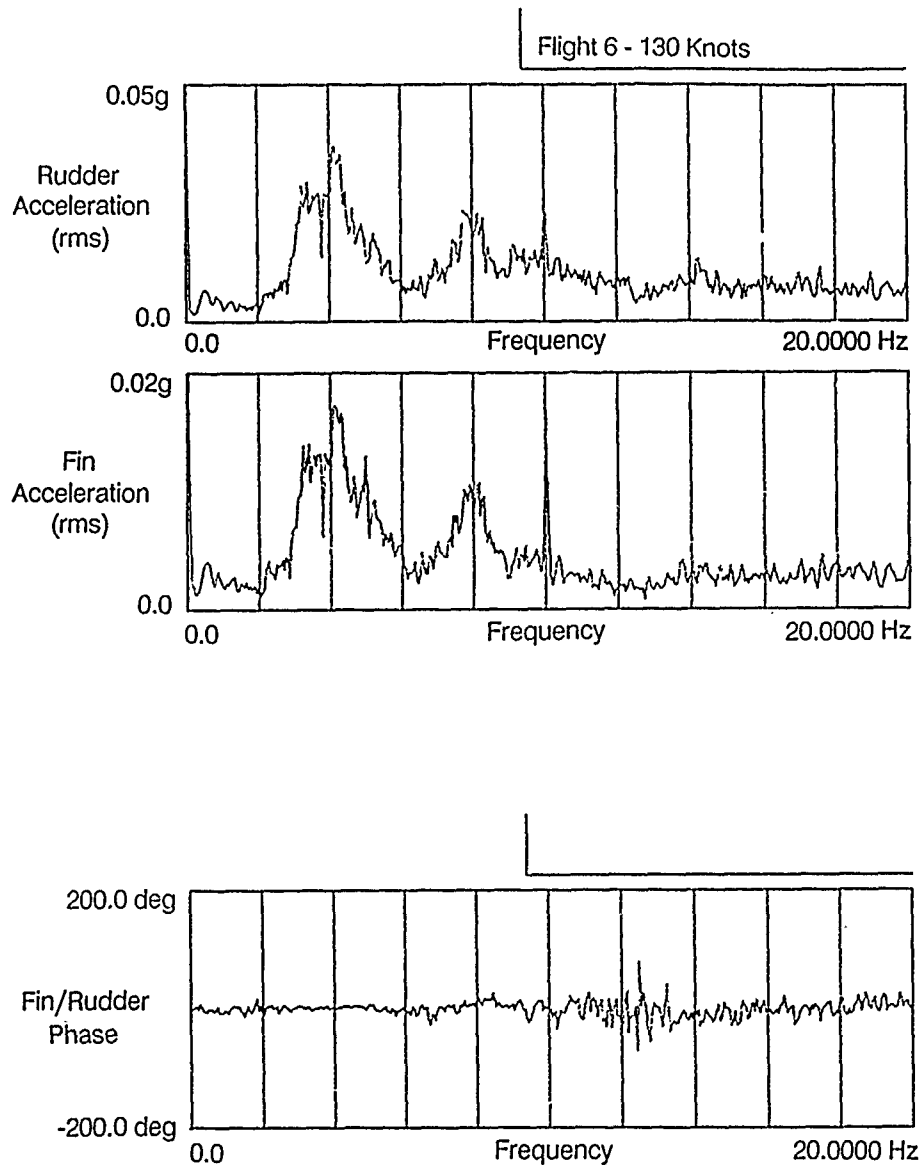 Flight 6 - 130 Knots
0.05g
Rudder
Acceleration
(rms)
0.0
0.0 Frequency 20.0000 Hz
0.02g
Fin
Acceleration
(rms)
0.0
0.0 Frequency 20.0000 Hz
200.0 deg
Fin/Rudder
Phase
-200.0 deg
0.0 Frequency 20.0000 Hz